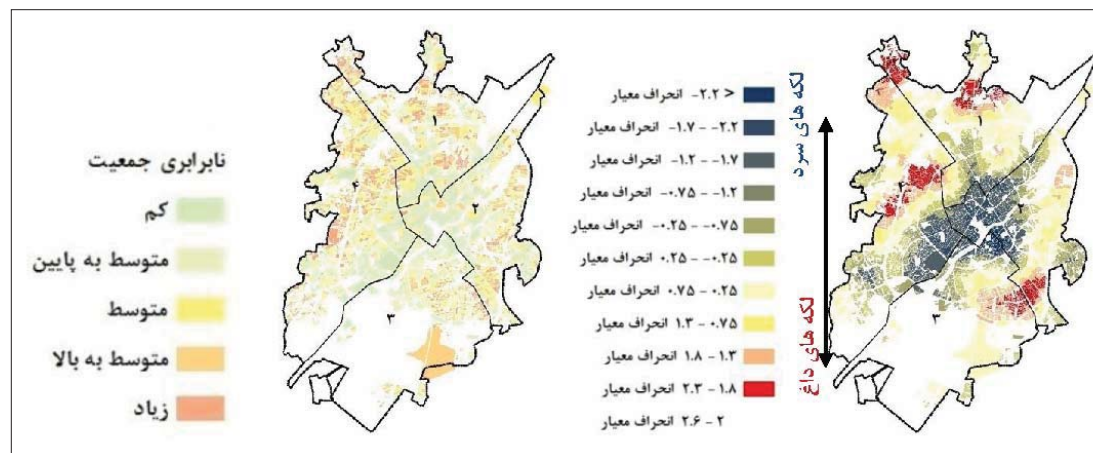 نابرابری جمعیت
کم
متوسط به پایین
متوسط
متوسط به بالا
زیاد
۱
۲
۳
۴
< -۲.۲ انحراف معیار
-۱.۷ - -۲.۲ انحراف معیار
-۱.۲ - -۱.۷ انحراف معیار
-۰.۷۵ - -۱.۲ انحراف معیار
-۰.۲۵ - -۰.۷۵ انحراف معیار
۰.۲۵ - -۰.۲۵ انحراف معیار
۰.۷۵ - ۰.۲۵ انحراف معیار
۱.۳ - ۰.۷۵ انحراف معیار
۱.۸ - ۱.۳ انحراف معیار
۲.۳ - ۱.۸ انحراف معیار
۲.۶ - ۲ انحراف معیار
لکه های سرد
لکه های داغ
۱
۳